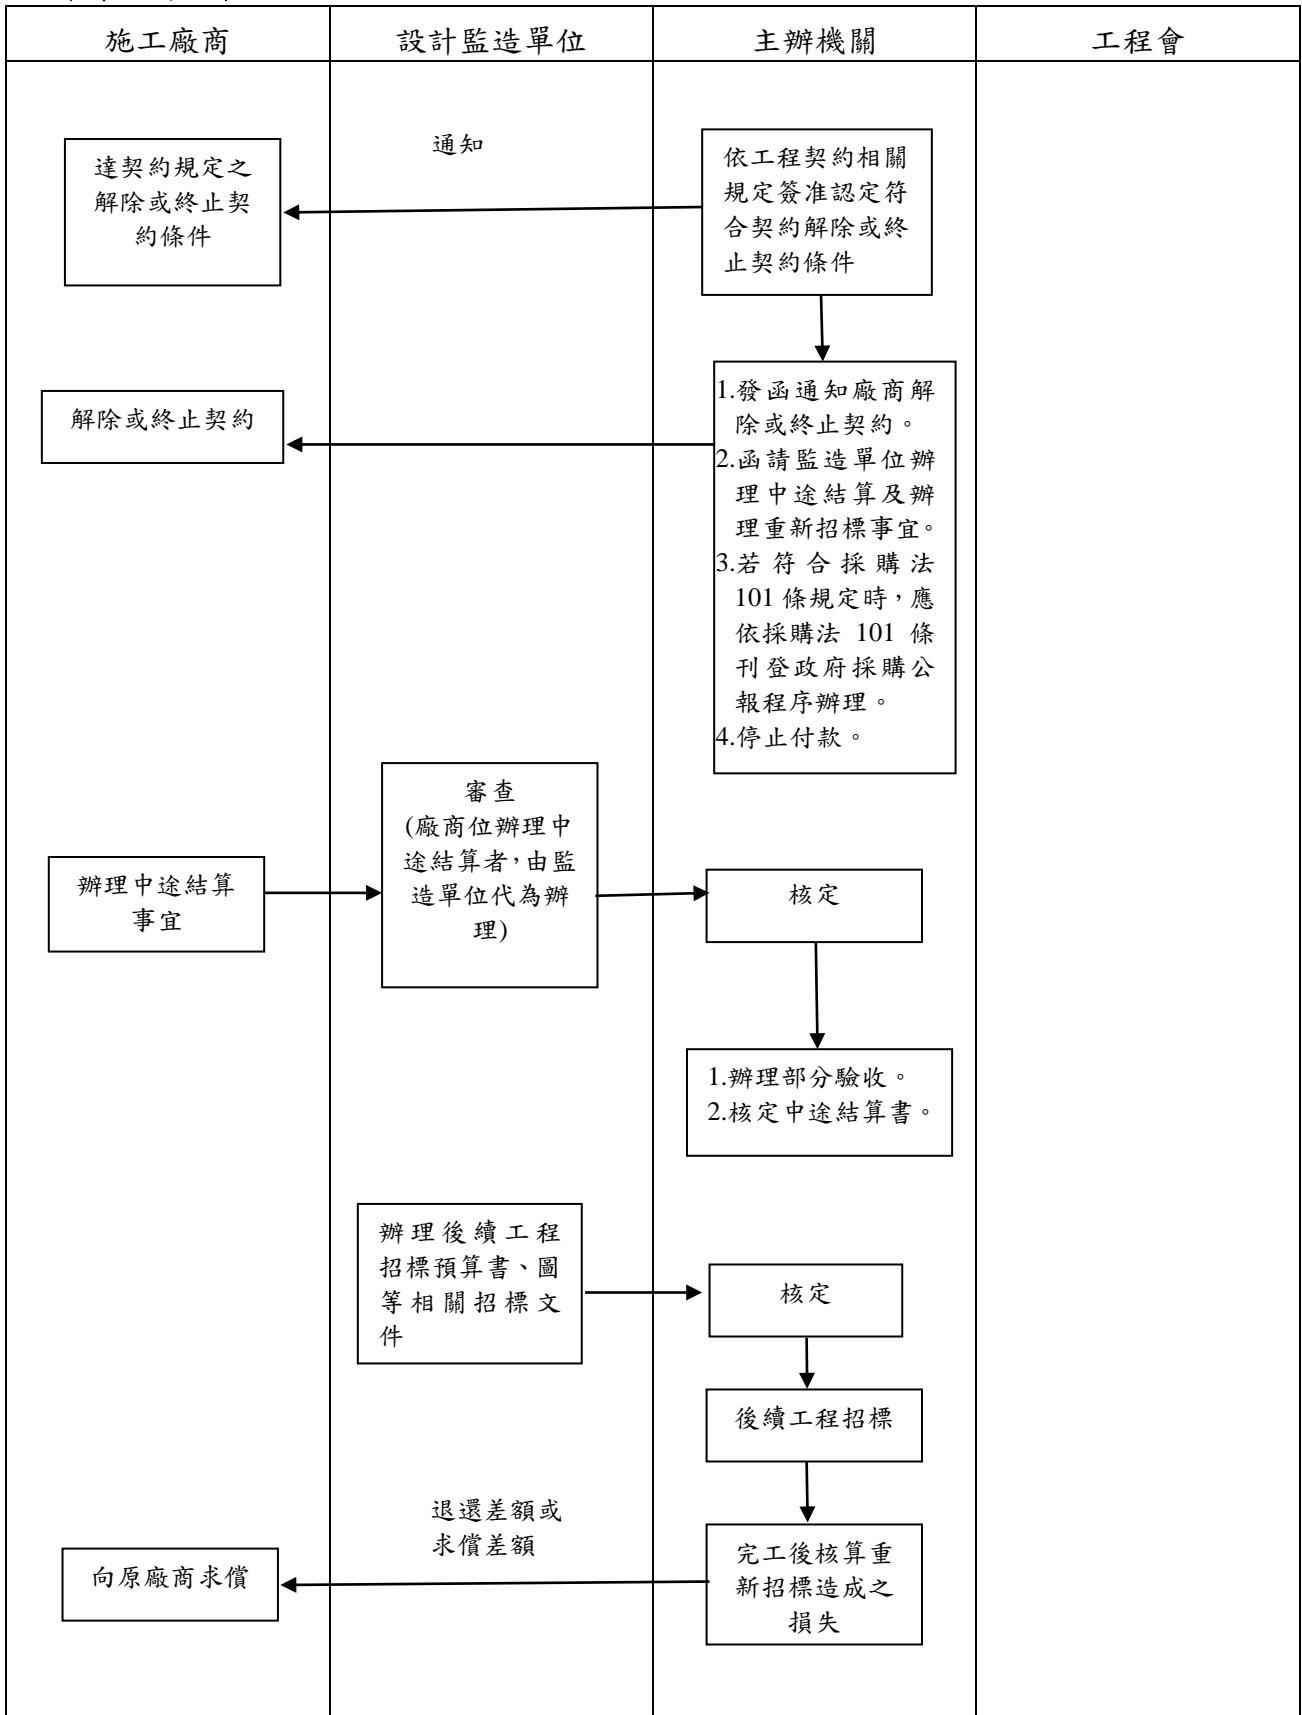 施工廠商
設計監造單位
主辦機關
工程會
通知
達契約規定之
解除或終止契
約條件
依工程契約相關
規定簽准認定符
合契約解除或終
止契約條件
解除或終止契約
1.發函通知廠商解
除或終止契約。
2.函請監造單位辦
理中途結算及辦
理重新招標事宜。
3.若符合採購法
101條規定時，應
依採購法 101 條
刊登政府採購公
報程序辦理。
4.停止付款。
辦理中途結算
事宜
審查
(廠商位辦理中
途結算者，由監
造單位代為辦
理)
核定
1.辦理部分驗收。
2.核定中途結算書。
辦理後續工程
招標預算書、圖
等相關招標文
件
核定
後續工程招標
退還差額或
求償差額
向原廠商求償
完工後核算重
新招標造成之
損失